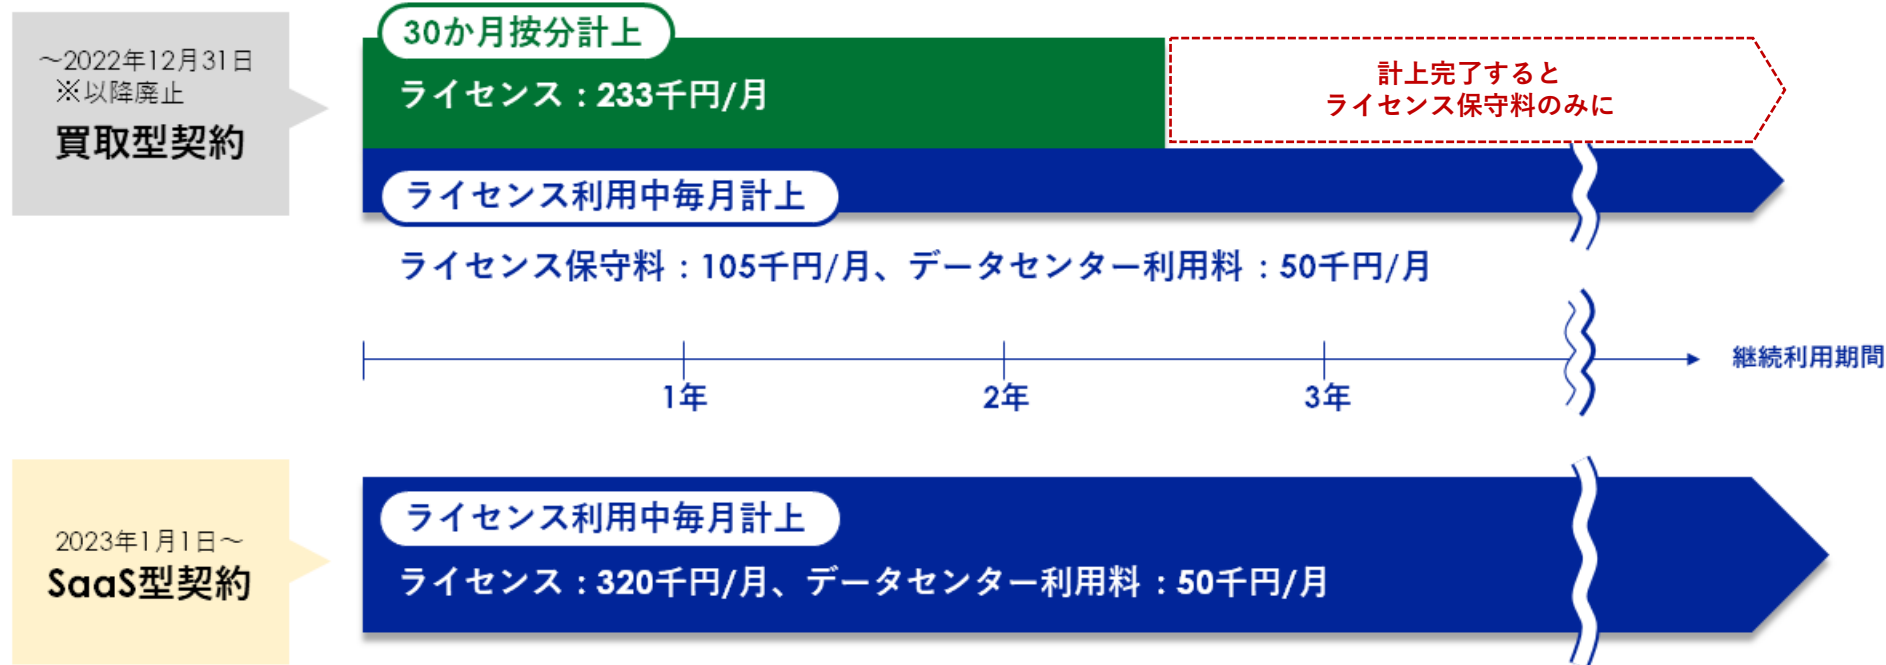 ～2022年12月31日
※以降廃止
買取型契約
30か月按分計上
ライセンス：233千円/月
計上完了すると
ライセンス保守料のみに
ライセンス利用中毎月計上
ライセンス保守料：105千円/月、データセンター利用料：50千円/月
1年
2年
3年
継続利用期間
2023年1月1日～
SaaS型契約
ライセンス利用中毎月計上
ライセンス：320千円/月、データセンター利用料：50千円/月